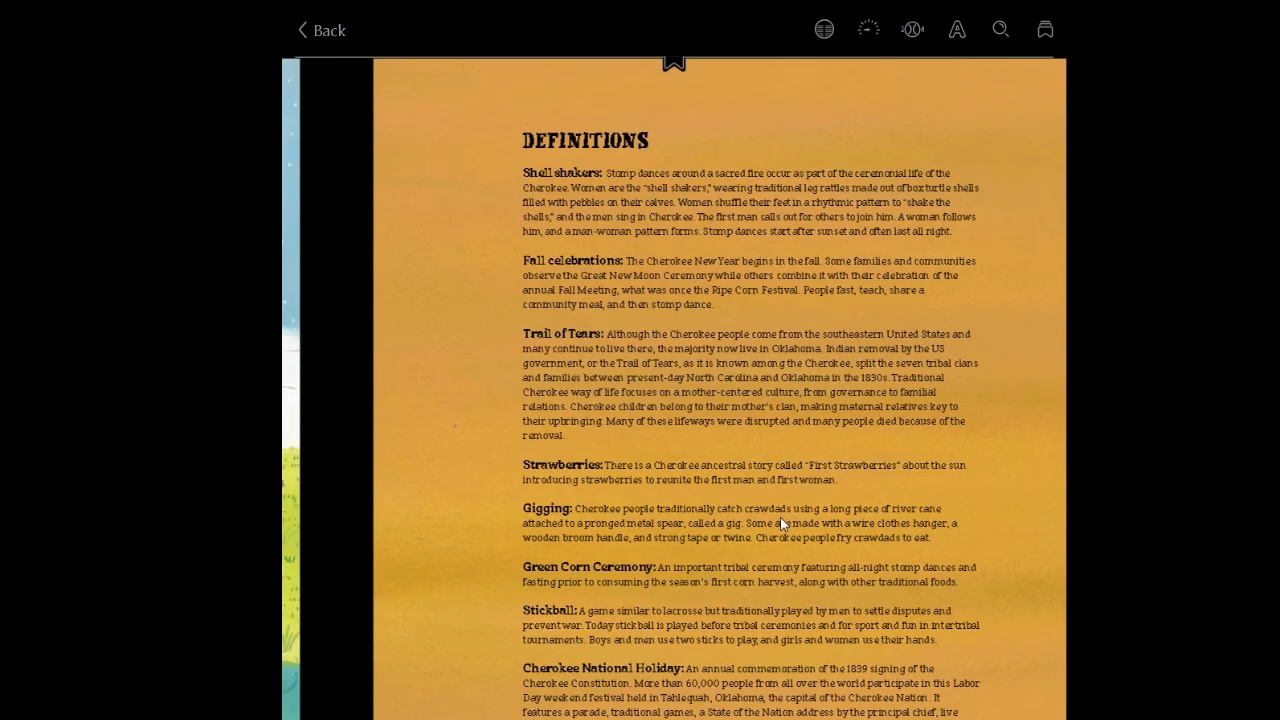 Back
DEFINITIONS
Shell shakers: Stomp dances around a sacred fire occur as part of the ceremonial life of the
Cherokee. Women are the "shell shakers," wearing traditional leg rattles made out of box turtle shells
filled with pebbles on their calves. Women shuffle their feet in a rhythmic pattern to "shake the
shells," and the men sing in Cherokee. The first man calls out for others to join him. A woman follows
him, and a man-woman pattern forms. Stomp dances start after sunset and often last all night.
Fall celebrations: The Cherokee New Year begins in the fall. Some families and communities
observe the Great New Moon Ceremony while others combine it with their celebration of the
annual Fall Meeting, what was once the Ripe Corn Festival. People fast, teach, share a
community meal, and then stomp dance.
Trail of Tears: Although the Cherokee people come from the southeastern United States and
many continue to live there, the majority now live in Oklahoma. Indian removal by the US
government, or the Trail of Tears, as it is known among the Cherokee, split the seven tribal clans
and families between present-day North Carolina and Oklahoma in the 1830s. Traditional
Cherokee way of life focuses on a mother-centered culture, from governance to familial
relations. Cherokee children belong to their mother's clan, making maternal relatives key to
their upbringing. Many of these lifeways were disrupted and many people died because of the
removal.
Strawberries: There is a Cherokee ancestral story called "First Strawberries" about the sun
introducing strawberries to reunite the first man and first woman.
Gigging: Cherokee people traditionally catch crawdads using a long piece of river cane
attached to a pronged metal spear, called a gig. Some made with a wire clothes hanger, a
wooden broom handle, and strong tape or twine. Cherokee people fry crawdads to eat.
Green Corn Ceremony: An important tribal ceremony featuring all-night stomp dances and
fasting prior to consuming the season's first corn harvest, along with other traditional foods.
Stickball: A game similar to lacrosse but traditionally played by men to settle disputes and
prevent war. Today stickball is played before tribal ceremonies and for sport and fun in intertribal
tournaments. Boys and men use two sticks to play, and girls and women use their hands.
Cherokee National Holiday: An annual commemoration of the 1839 signing of the
Cherokee Constitution. More than 60,000 people from all over the world participate in this Labor
Day weekend festival held in Tahlequah, Oklahoma, the capital of the Cherokee Nation. It
features a parade, traditional games, a State of the Nation address by the principal chief, live